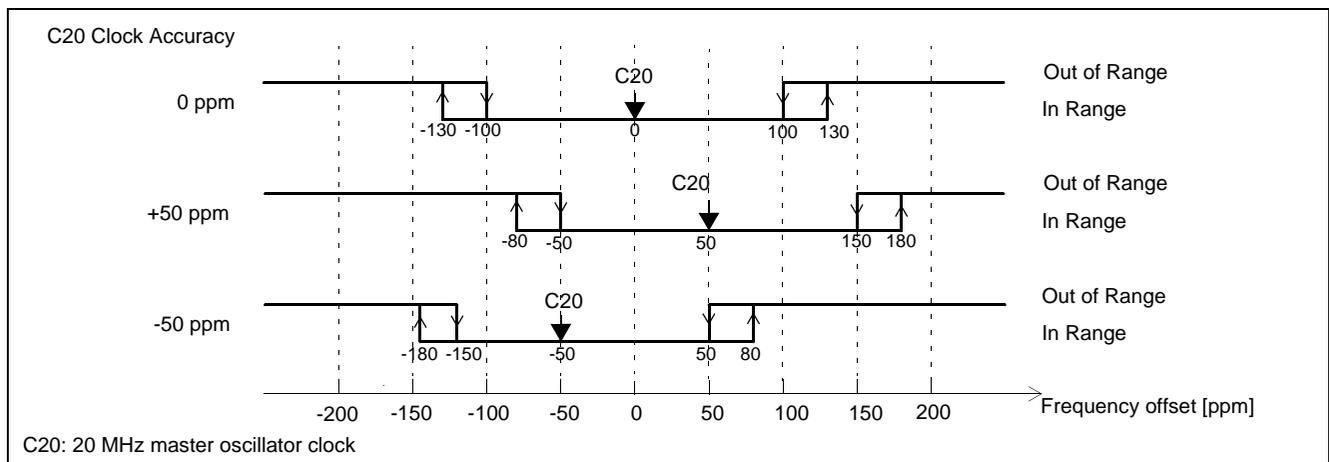 C20 Clock Accuracy
C20
Out of Range
0 ppm
In Range
-130 -100 0 100 130
C20
Out of Range
+50 ppm
In Range
-80 -50 50 150 180
C20
Out of Range
-50 ppm
In Range
-180 -150 -50 50 80
-200 -150 -100 -50 0 50 100 150 200
Frequency offset [ppm]
C20: 20 MHz master oscillator clock